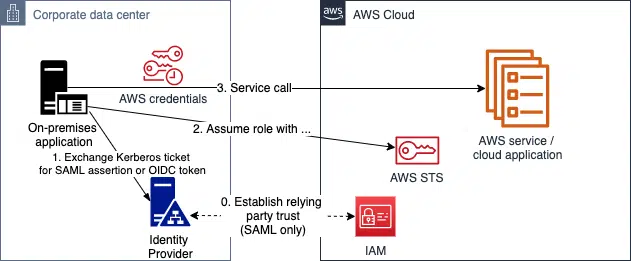 Corporate data center
aws
AWS Cloud
AWS credentials
3. Service call
On-premises
application
2. Assume role with ...
AWS service /
cloud application
1. Exchange Kerberos ticket
for SAML assertion or OIDC token
AWS STS
0. Establish relying
party trust
(SAML only)
Identity
Provider
IAM